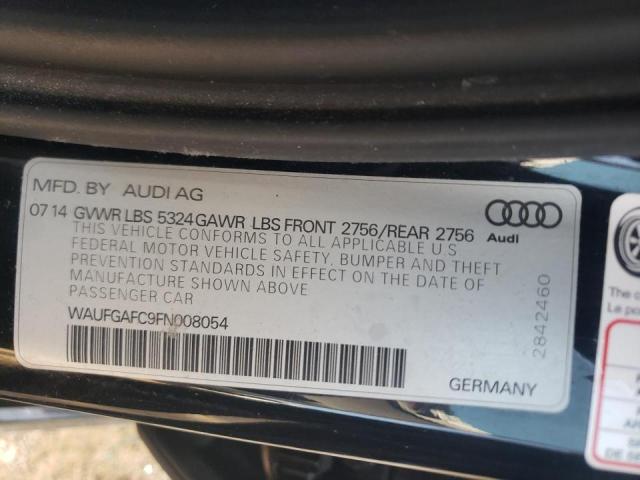 MFD. BY AUDI AG
07 14 GVWR LBS 5324 GAWR LBS FRONT 2756/REAR 2756
THIS VEHICLE CONFORMS TO ALL APPLICABLE U.S
FEDERAL MOTOR VEHICLE SAFETY, BUMPER AND THEFT
PREVENTION STANDARDS IN EFFECT ON THE DATE OF
MANUFACTURE SHOWN ABOVE
PASSENGER CAR
WAUFGAFC9FN008054
GERMANY
Audi
2842460
The
Le